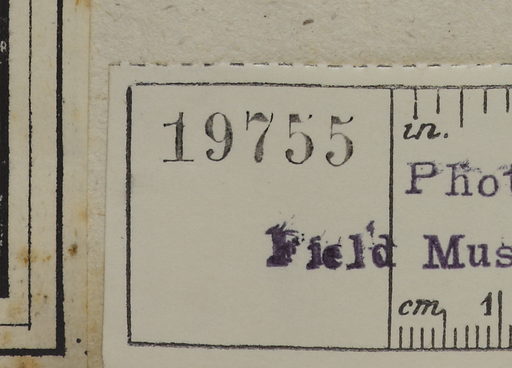 19755
in.
Phot
Field Mus
cm 1